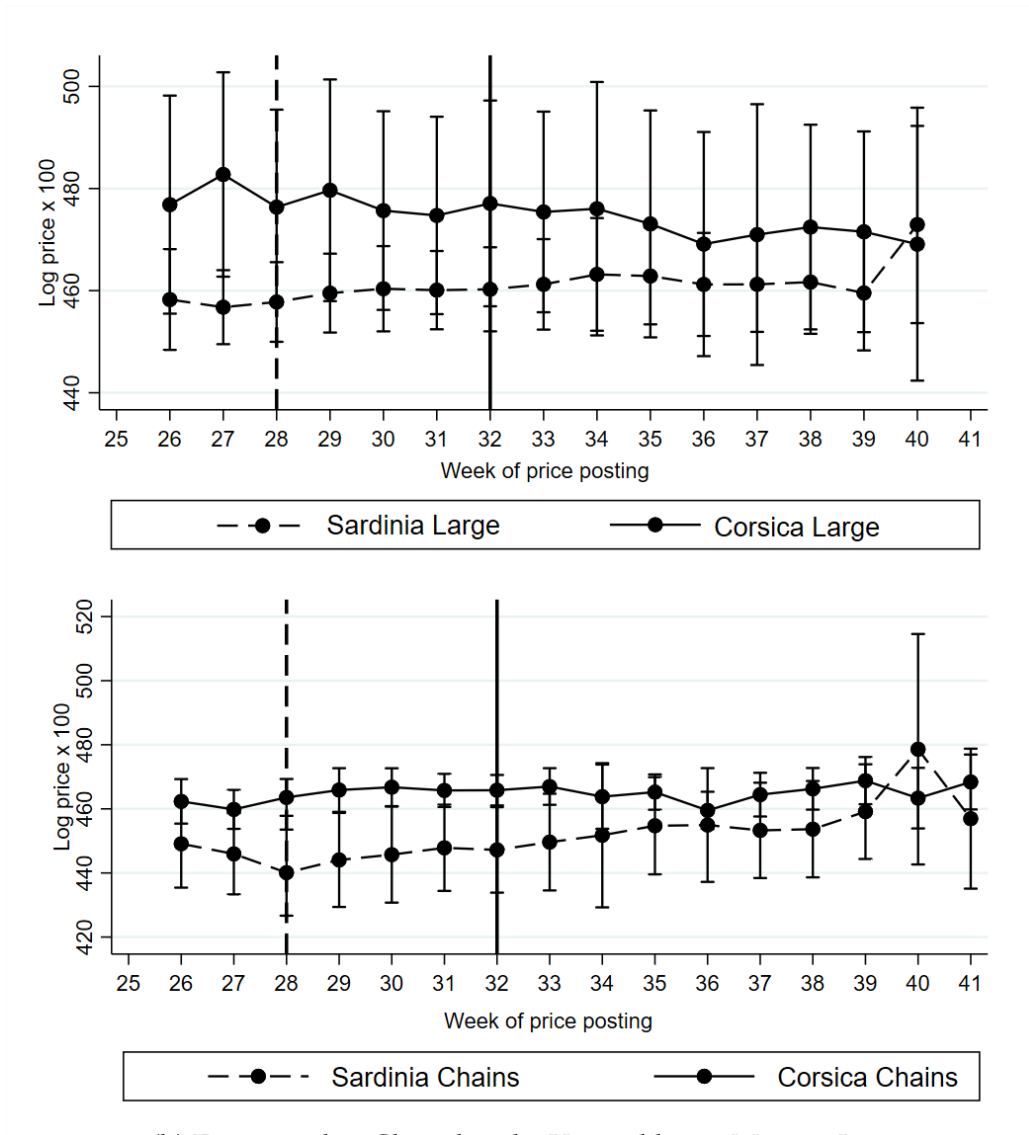 Log price x 100
500
480
460
440
25 26 27 28 29 30 31 32 33 34 35 36 37 38 39 40 41
Week of price posting
Sardinia Large Corsica Large
Log price x 100
520
500
480
460
440
420
25 26 27 28 29 30 31 32 33 34 35 36 37 38 39 40 41
Week of price posting
Sardinia Chains Corsica Chains